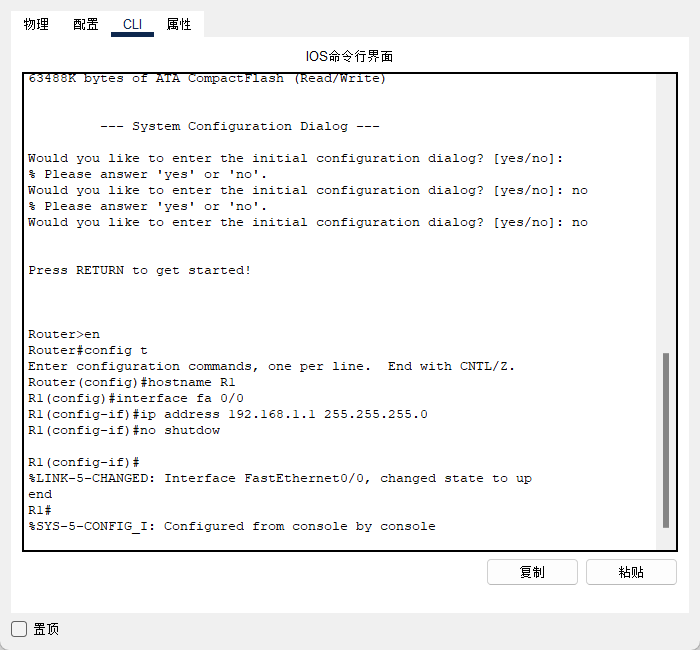 物理 配置 CLI 属性
IOS命令行界面
63488K bytes of ATA CompactFlash (Read/Write)
--- System Configuration Dialog ---
Would you like to enter the initial configuration dialog? [yes/no]:
% Please answer 'yes' or 'no'.
Would you like to enter the initial configuration dialog? [yes/no]: no
% Please answer 'yes' or 'no'.
Would you like to enter the initial configuration dialog? [yes/no]: no
Press RETURN to get started!
Router>en
Router#config t
Enter configuration commands, one per line.  End with CNTL/Z.
Router(config)#hostname R1
R1(config)#interface fa 0/0
R1(config-if)#ip address 192.168.1.1 255.255.255.0
R1(config-if)#no shutdow
R1(config-if)#
%LINK-5-CHANGED: Interface FastEthernet0/0, changed state to up
end
R1#
%SYS-5-CONFIG_I: Configured from console by console
复制 粘贴
置顶